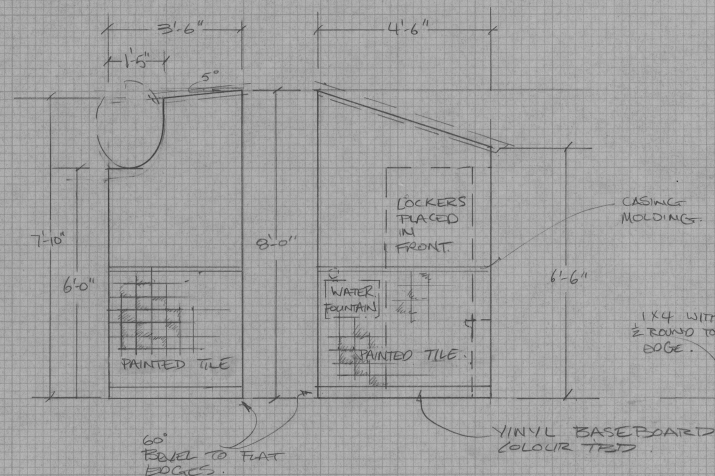 3'-6"
4'-6"
1'-5"
5"
LOCKERS
PLACED
IN
FRONT.
CASING
MOLDING.
7'-10"
8'-0"
6'-0"
6'-6"
WATER
FOUNTAIN
1X4 WITH
½ ROUND TO
EDGE.
PAINTED TILE
PAINTED TILE.
60°
BEVEL TO FLAT
EDGES.
VINYL BASEBOARD
COLOUR TBD